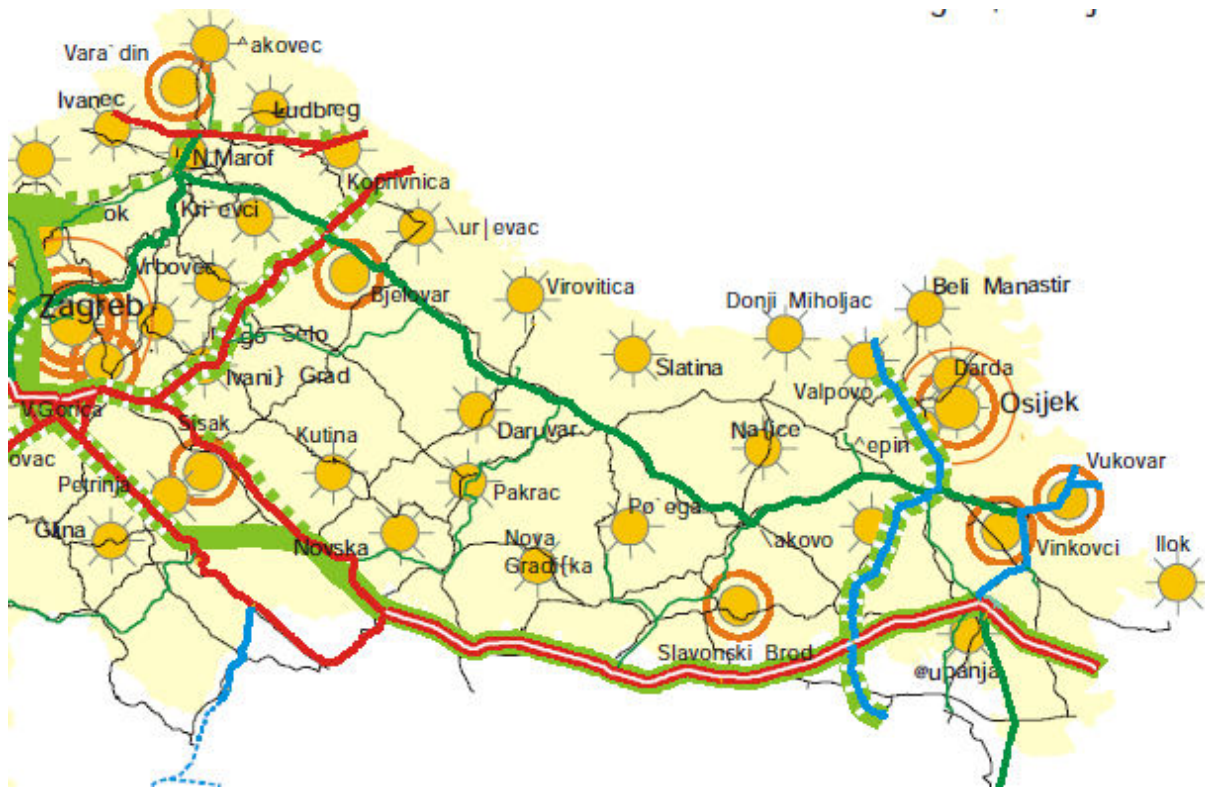 ^akovec
Vara`din
Ivanec
Ludbreg
N.Marof
Koprivnica
ok
Kri`evci
\ur|evac
Vrbovec
Bjelovar
Virovitica
Beli Manastir
Donji Miholjac
Zagreb
go Selo
Slatina
Darda
Ivani} Grad
Valpovo
Osijek
V.Gorica
Sisak
Kutina
Daruvar
Na{ice
^epin
ovac
Vukovar
Petrinja
Pakrac
Po`ega
Glina
Novska
Nova
Gradi{ka
\akovo
Vinkovci
Ilok
Slavonski Brod
@upanja